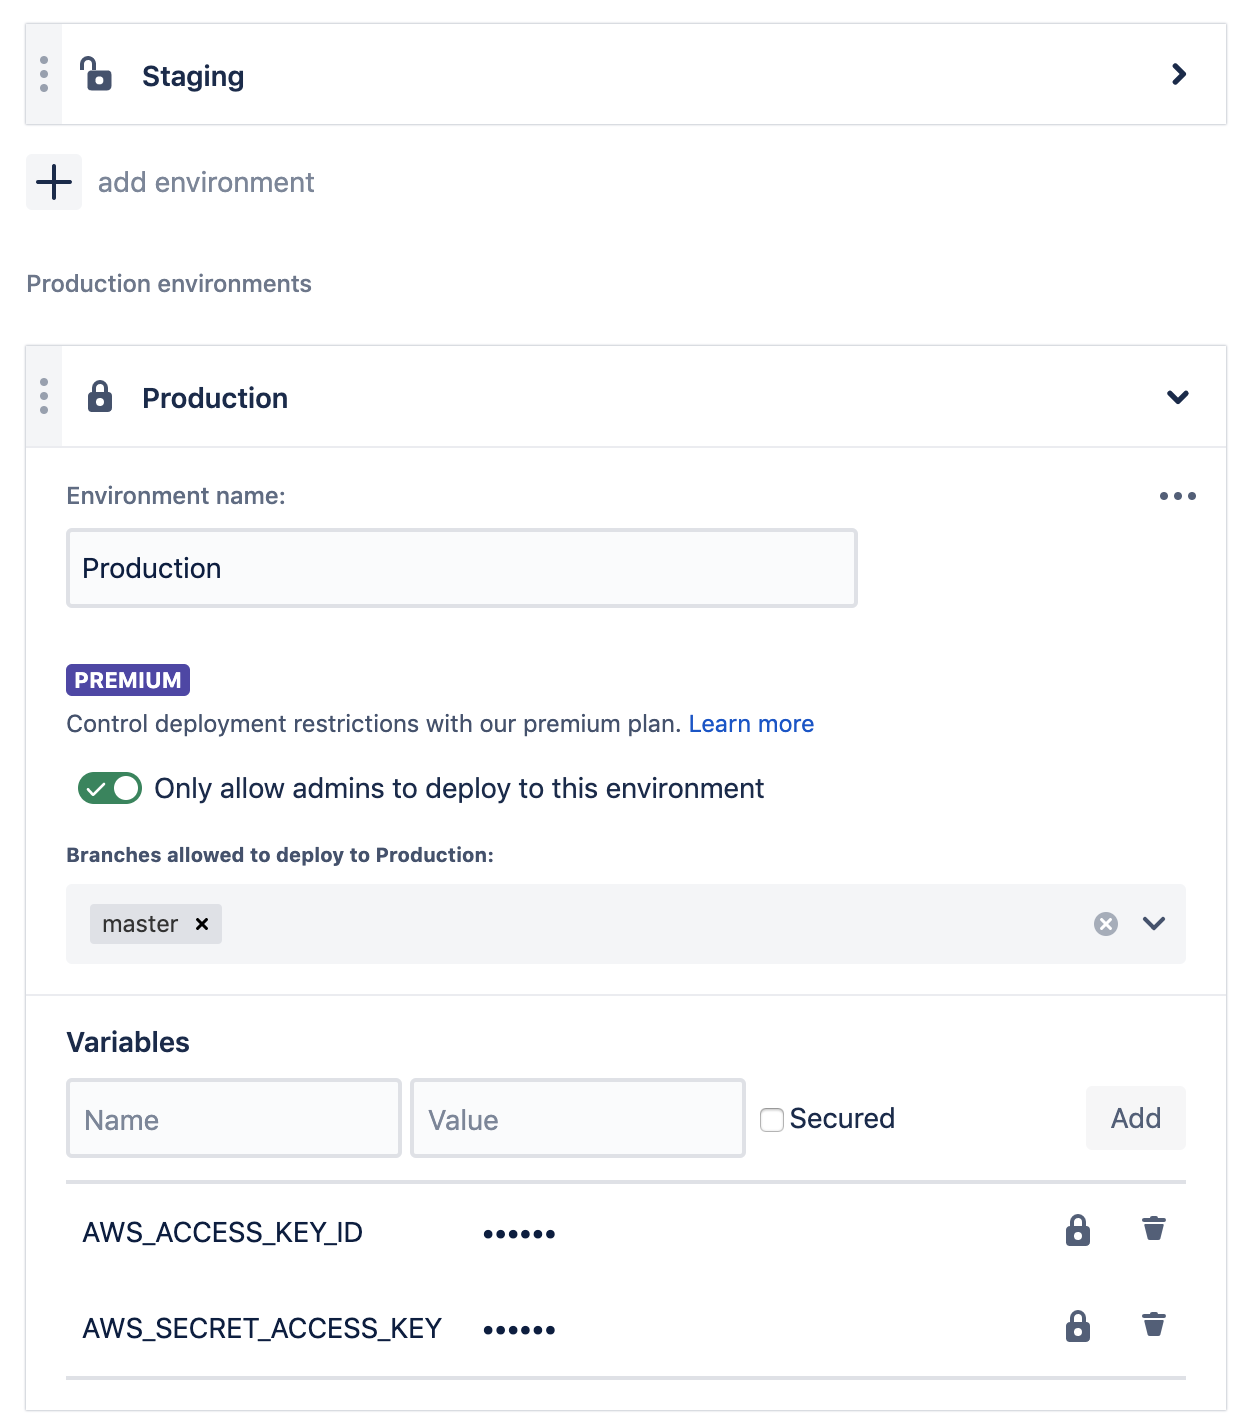 Staging
add environment
Production environments
Production
Environment name:
Production
PREMIUM
Control deployment restrictions with our premium plan. Learn more
Only allow admins to deploy to this environment
Branches allowed to deploy to Production:
master
Variables
Name Value Secured Add
AWS_ACCESS_KEY_ID ••••••
AWS_SECRET_ACCESS_KEY ••••••